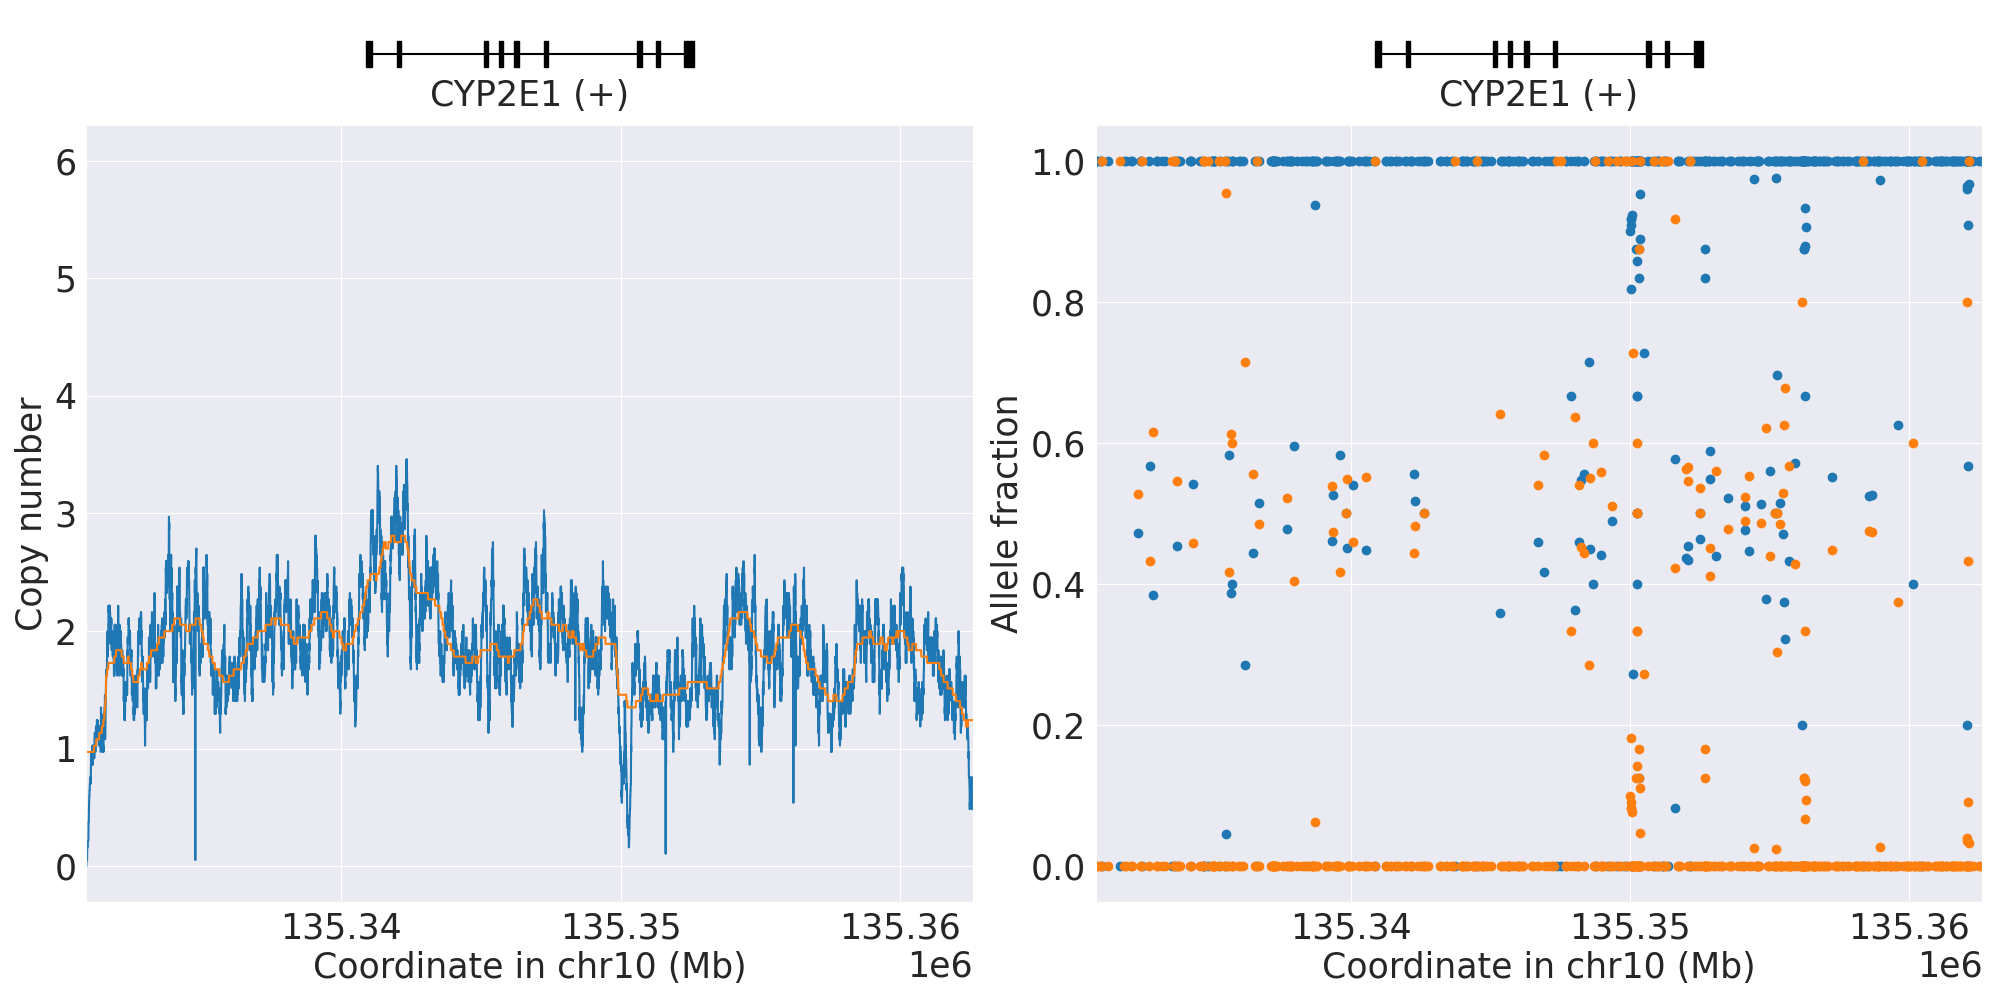 CYP2E1 (+)
6
5
4
3
2
1
0
Copy number
135.34 135.35 135.36
Coordinate in chr10 (Mb)
1e6
CYP2E1 (+)
1.0
0.8
0.6
0.4
0.2
0.0
Allele fraction
135.34 135.35 135.36
Coordinate in chr10 (Mb)
1e6